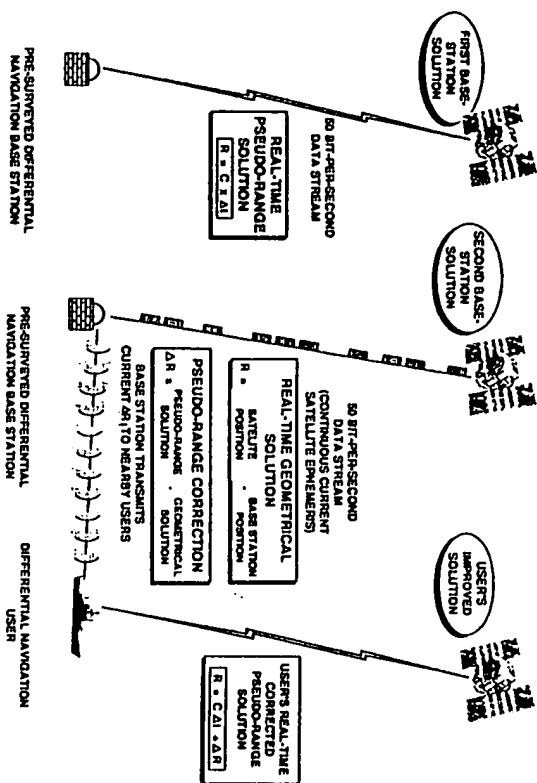 FIRST BASE-
STATION
SOLUTION
50 BIT-PER-SECOND
DATA STREAM
REAL-TIME
PSEUDO-RANGE
SOLUTION
R = C x Δt
PRE-SURVEYED DIFFERENTIAL
NAVIGATION BASE STATION
SECOND BASE-
STATION
SOLUTION
50 BIT-PER-SECOND
DATA STREAM
(CONTINUOUS CURRENT
SATELLITE EPHEMERIS)
REAL-TIME GEOMETRICAL
SOLUTION
R = SATELITE - BASE STATION
POSITION POSITION
PSEUDO-RANGE CORRECTION
ΔR = PSEUDO-RANGE - GEOMETRICAL
SOLUTION SOLUTION
BASE STATION TRANSMITS
CURRENT ΔR TO NEARBY USERS
PRE-SURVEYED DIFFERENTIAL
NAVIGATION BASE STATION
USER'S
IMPROVED
SOLUTION
USER'S REAL-TIME
CORRECTED
PSEUDO-RANGE
SOLUTION
R = C Δt + ΔR
DIFFERENTIAL NAVIGATION
USER